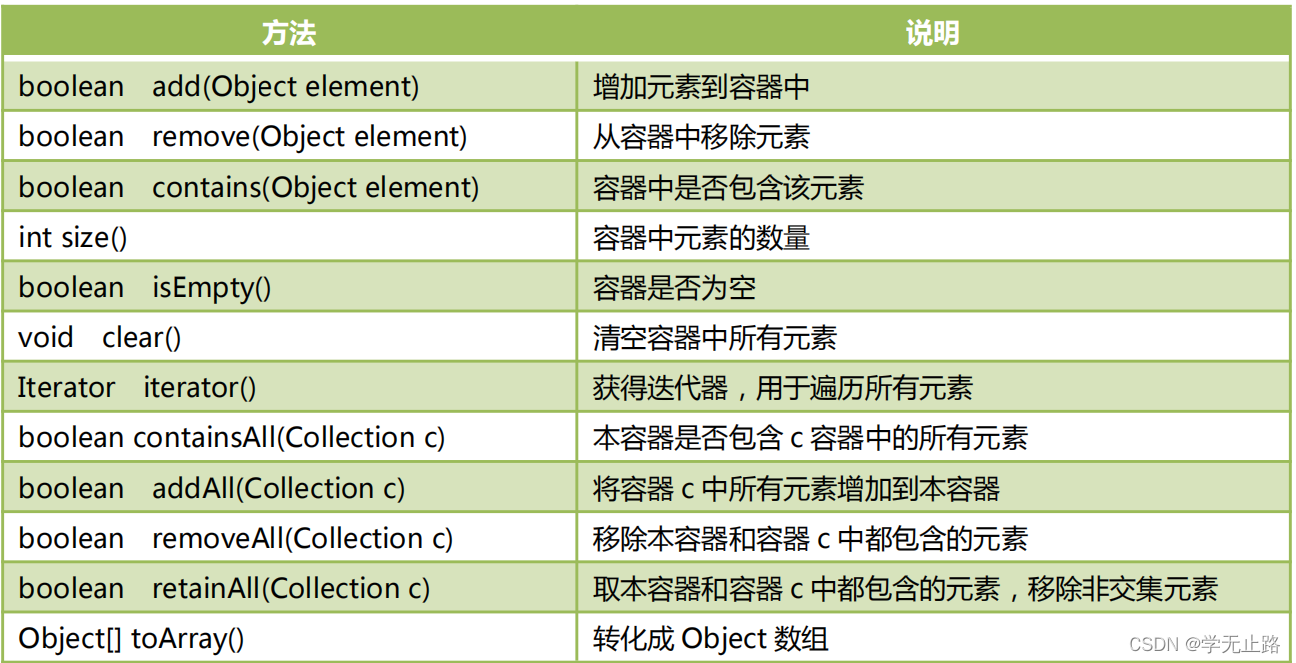 方法 说明
boolean add(Object element) 增加元素到容器中
boolean remove(Object element) 从容器中移除元素
boolean contains(Object element) 容器中是否包含该元素
int size() 容器中元素的数量
boolean isEmpty() 容器是否为空
void clear() 清空容器中所有元素
Iterator iterator() 获得迭代器，用于遍历所有元素
boolean containsAll(Collection c) 本容器是否包含 c 容器中的所有元素
boolean addAll(Collection c) 将容器 c 中所有元素增加到本容器
boolean removeAll(Collection c) 移除本容器和容器 c 中都包含的元素
boolean retainAll(Collection c) 取本容器和容器 c 中都包含的元素，移除非交集元素
Object[] toArray() 转化成 Object 数组
CSDN @学无止路